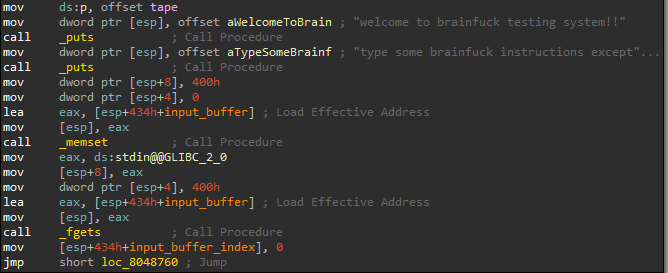 mov ds:p, offset tape
mov dword ptr [esp], offset aWelcomeToBrain ; "welcome to brainfuck testing system!!"
call _puts ; Call Procedure
mov dword ptr [esp], offset aTypeSomeBrainf ; "type some brainfuck instructions except"...
call _puts ; Call Procedure
mov dword ptr [esp+8], 400h
mov dword ptr [esp+4], 0
lea eax, [esp+434h+input_buffer] ; Load Effective Address
mov [esp], eax
call _memset ; Call Procedure
mov eax, ds:stdin@@GLIBC_2_0
mov [esp+8], eax
mov dword ptr [esp+4], 400h
lea eax, [esp+434h+input_buffer] ; Load Effective Address
mov [esp], eax
call _fgets ; Call Procedure
mov [esp+434h+input_buffer_index], 0
jmp short loc_8048760 ; Jump